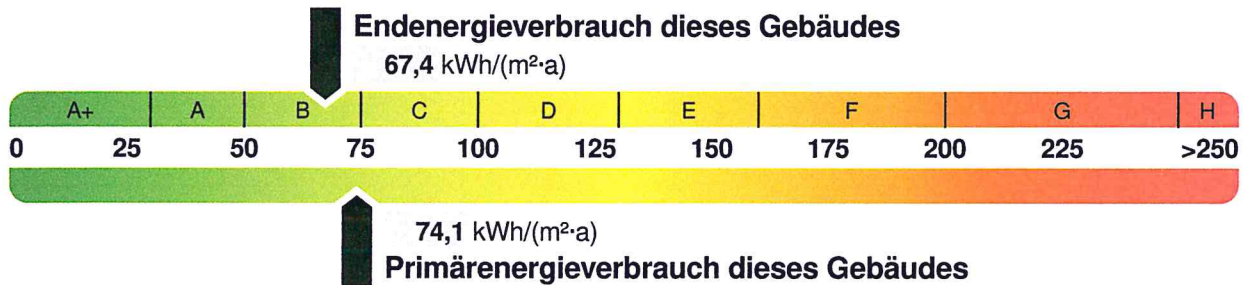 Endenergieverbrauch dieses Gebäudes
67,4 kWh/(m²·a)
A+ A B C D E F G H
0 25 50 75 100 125 150 175 200 225 >250
74,1 kWh/(m²·a)
Primärenergieverbrauch dieses Gebäudes